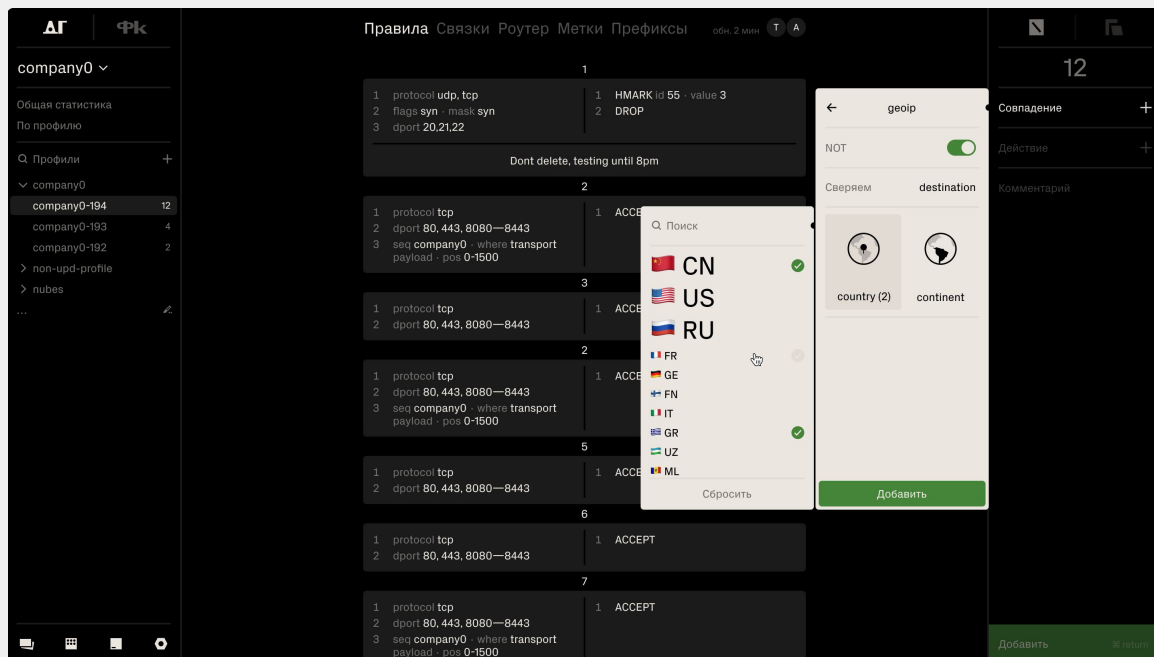 ДГ
ФК
company0
Общая статистика
По профилю
Профили
company0
company0-194 12
company0-193 4
company0-192 2
non-upd-profile
nubes
...
Правила Связки Роутер Метки Префиксы обн. 2 мин T A
1
1 protocol udp, tcp
2 flags syn · mask syn
3 dport 20,21,22
1 HMARK id 55 · value 3
2 DROP
Dont delete, testing until 8pm
2
1 protocol tcp
2 dport 80, 443, 8080—8443
3 seq company0 · where transport
payload · pos 0-1500
1 ACCE
3
1 protocol tcp
2 dport 80, 443, 8080—8443
1 ACCE
2
1 protocol tcp
2 dport 80, 443, 8080—8443
3 seq company0 · where transport
payload · pos 0-1500
1 ACCE
5
1 protocol tcp
2 dport 80, 443, 8080—8443
1 ACCE
6
1 protocol tcp
2 dport 80, 443, 8080—8443
1 ACCEPT
7
1 protocol tcp
2 dport 80, 443, 8080—8443
3 seq company0 · where transport
payload · pos 0-1500
1 ACCEPT
Поиск
CN
US
RU
FR
GE
FN
IT
GR
UZ
ML
Сбросить
geoip
NOT
Сверяем destination
country (2)
continent
Добавить
12
Совпадение
Действие
Комментарий
Добавить ⌘ return